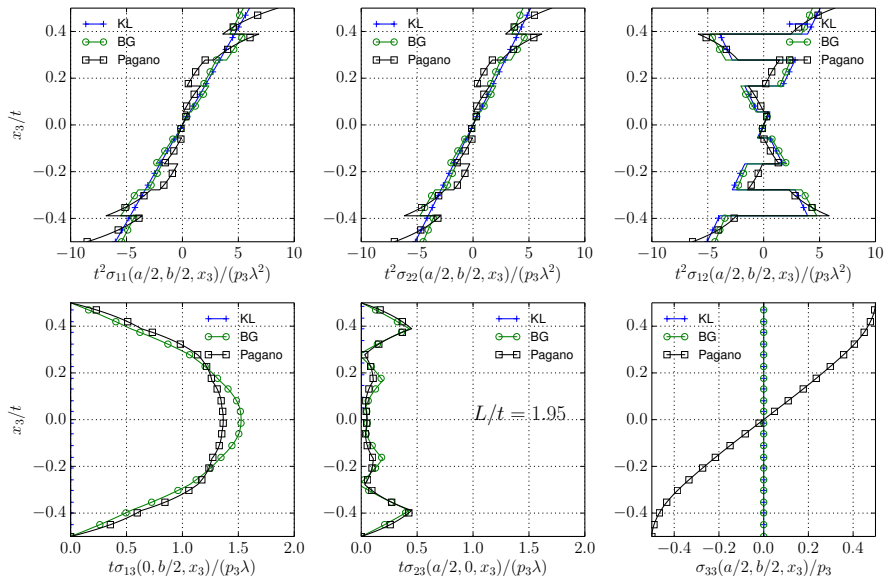 0.4
0.2
0.0
−0.2
−0.4
x₃/t
−10 −5 0 5 10
t²σ₁₁(a/2, b/2, x₃)/(p₃λ²)
KL
BG
Pagano
−10 −5 0 5 10
t²σ₂₂(a/2, b/2, x₃)/(p₃λ²)
KL
BG
Pagano
−10 −5 0 5 10
t²σ₁₂(a/2, b/2, x₃)/(p₃λ²)
KL
BG
Pagano
0.4
0.2
0.0
−0.2
−0.4
x₃/t
0.0 0.5 1.0 1.5 2.0
tσ₁₃(0, b/2, x₃)/(p₃λ)
KL
BG
Pagano
0.0 0.5 1.0 1.5 2.0
tσ₂₃(a/2, 0, x₃)/(p₃λ)
KL
BG
Pagano
L/t = 1.95
−0.4 −0.2 0.0 0.2 0.4
σ₃₃(a/2, b/2, x₃)/p₃
KL
BG
Pagano